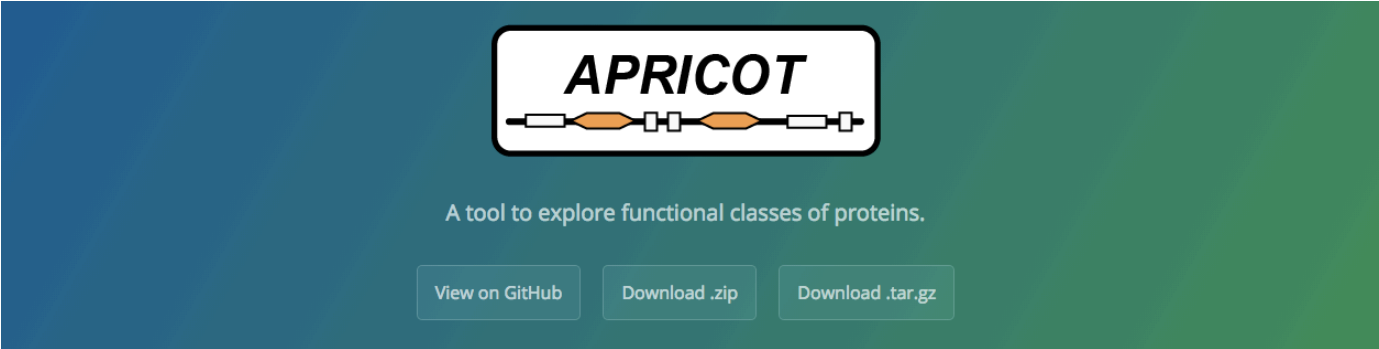 APRICOT
A tool to explore functional classes of proteins.
View on GitHub
Download .zip
Download .tar.gz